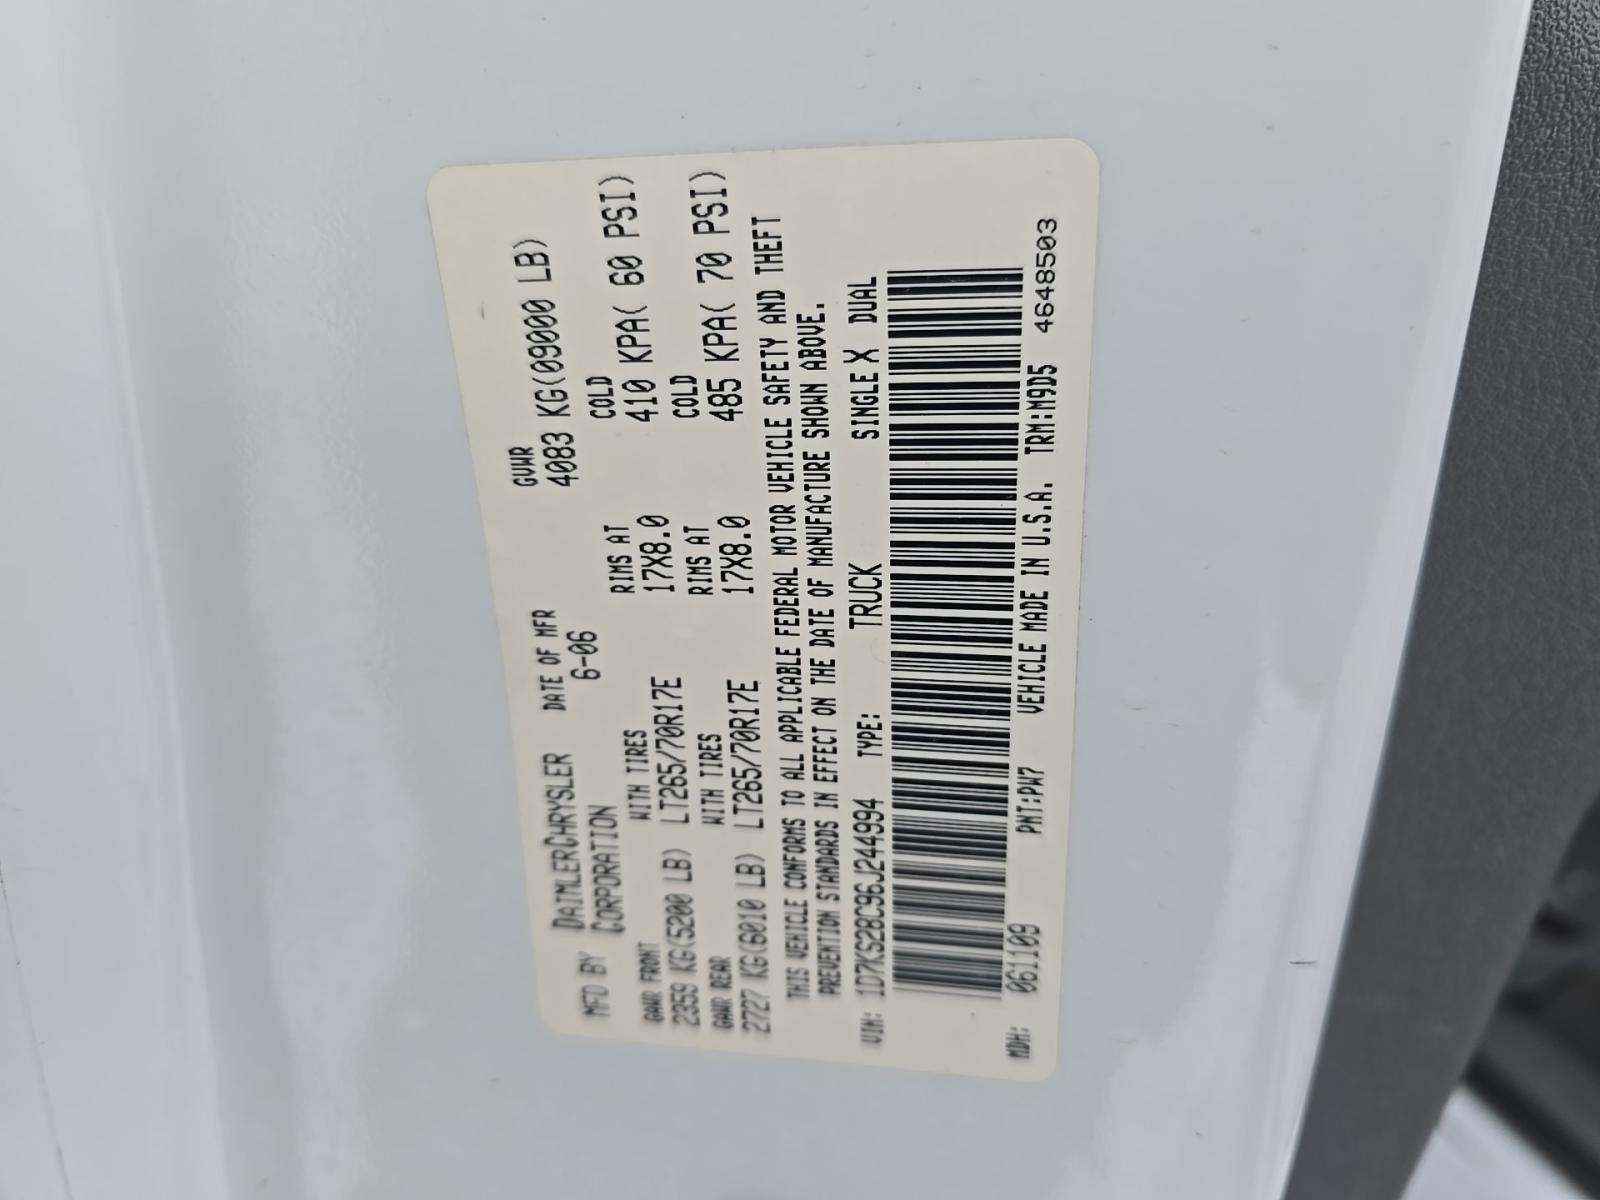 MFD BY DAIMLERCHRYSLER CORPORATION DATE OF MFR 6-06 GVWR 4083 KG(09000 LB)
GAWR FRONT WITH TIRES RIMS AT COLD
2359 KG(5200 LB) LT265/70R17E 17X8.0 410 KPA( 60 PSI)
GAWR REAR WITH TIRES RIMS AT COLD
2727 KG(6010 LB) LT265/70R17E 17X8.0 485 KPA( 70 PSI)
THIS VEHICLE CONFORMS TO ALL APPLICABLE FEDERAL MOTOR VEHICLE SAFETY AND THEFT
PREVENTION STANDARDS IN EFFECT ON THE DATE OF MANUFACTURE SHOWN ABOVE.
VIN: 1D7KS28C96J244994 TYPE: TRUCK SINGLE X DUAL
MDH: 061109 PNT:PW7 VEHICLE MADE IN U.S.A. TRM:M9D5 4648503